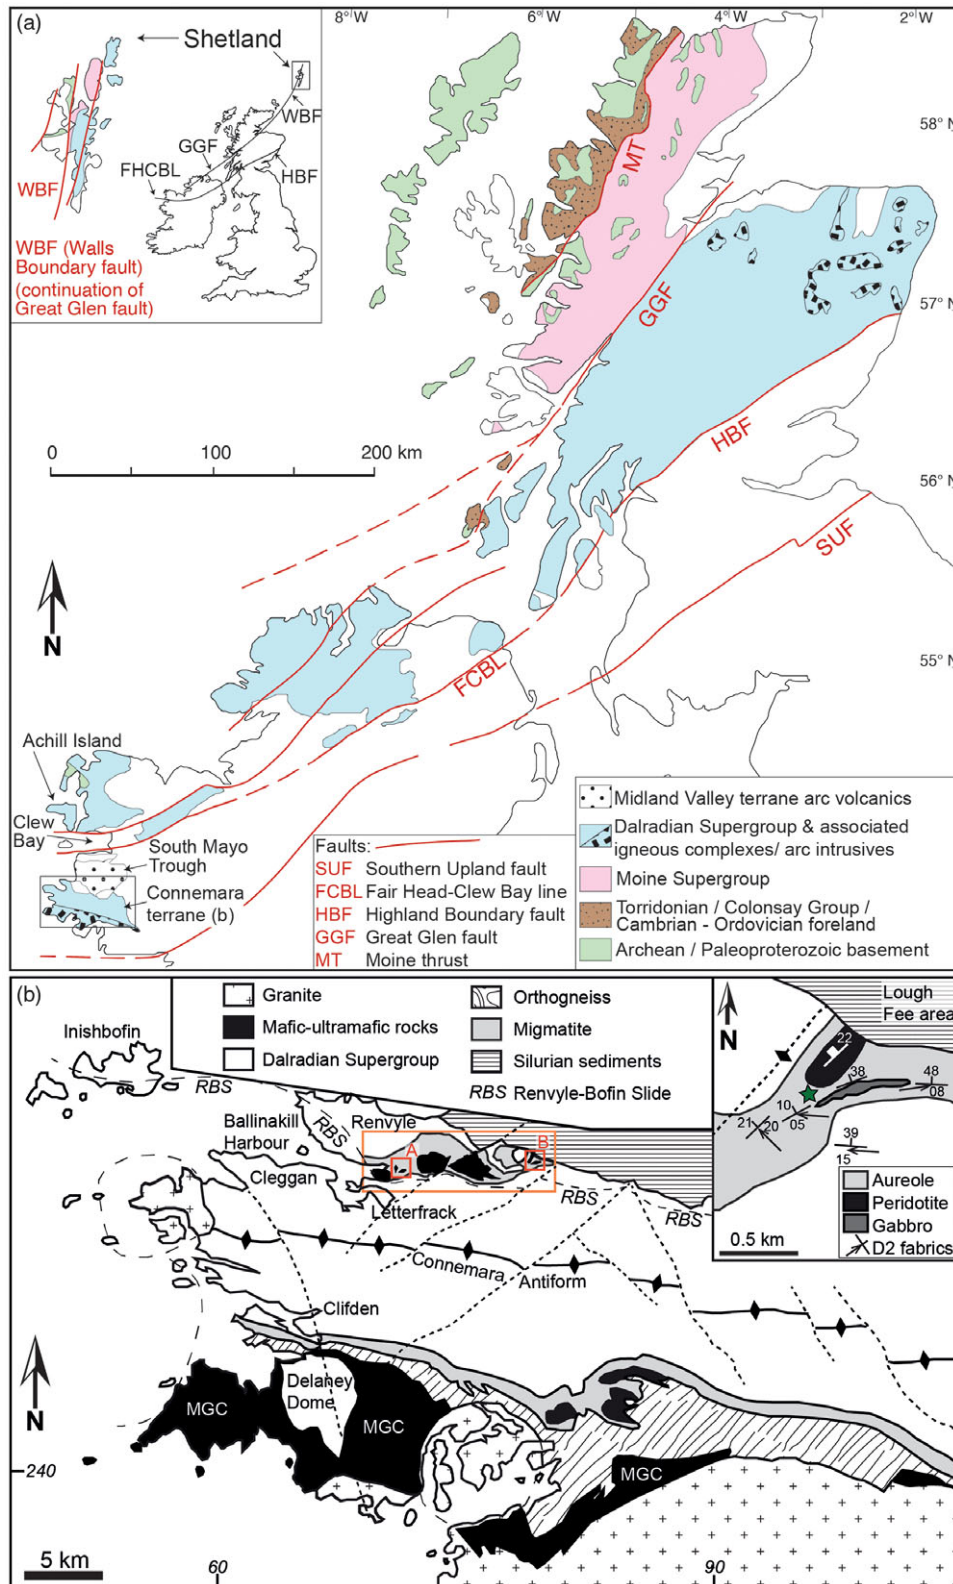 (a)
8°W
6°W
4°W
2°W
Shetland
58° N
WBF
GGF
FHCBL
HBF
WBF
WBF (Walls
Boundary fault)
(continuation of
Great Glen fault)
MT
57° N
GGF
HBF
0 100 200 km
56° N
SUF
N
55° N
FCBL
Achill Island
Clew
Bay
South Mayo
Trough
Connemara
terrane (b)
Faults:
SUF Southern Upland fault
FCBL Fair Head-Clew Bay line
HBF Highland Boundary fault
GGF Great Glen fault
MT Moine thrust
Midland Valley terrane arc volcanics
Dalradian Supergroup & associated
igneous complexes/ arc intrusives
Moine Supergroup
Torridonian / Colonsay Group /
Cambrian - Ordovician foreland
Archean / Paleoproterozoic basement
(b)
Granite
Mafic-ultramafic rocks
Dalradian Supergroup
Orthogneiss
Migmatite
Silurian sediments
RBS Renvyle-Bofin Slide
Inishbofin
RBS
Ballinakill
Harbour
Renvyle
RBS
Cleggan
A
B
Letterfrack
RBS
RBS
Connemara
Antiform
Clifden
Delaney
Dome
MGC
MGC
MGC
N
240
5 km
60
90
N
Lough
Fee area
22
38
48
08
10
05
21
20
39
15
Aureole
Peridotite
Gabbro
D2 fabrics
0.5 km